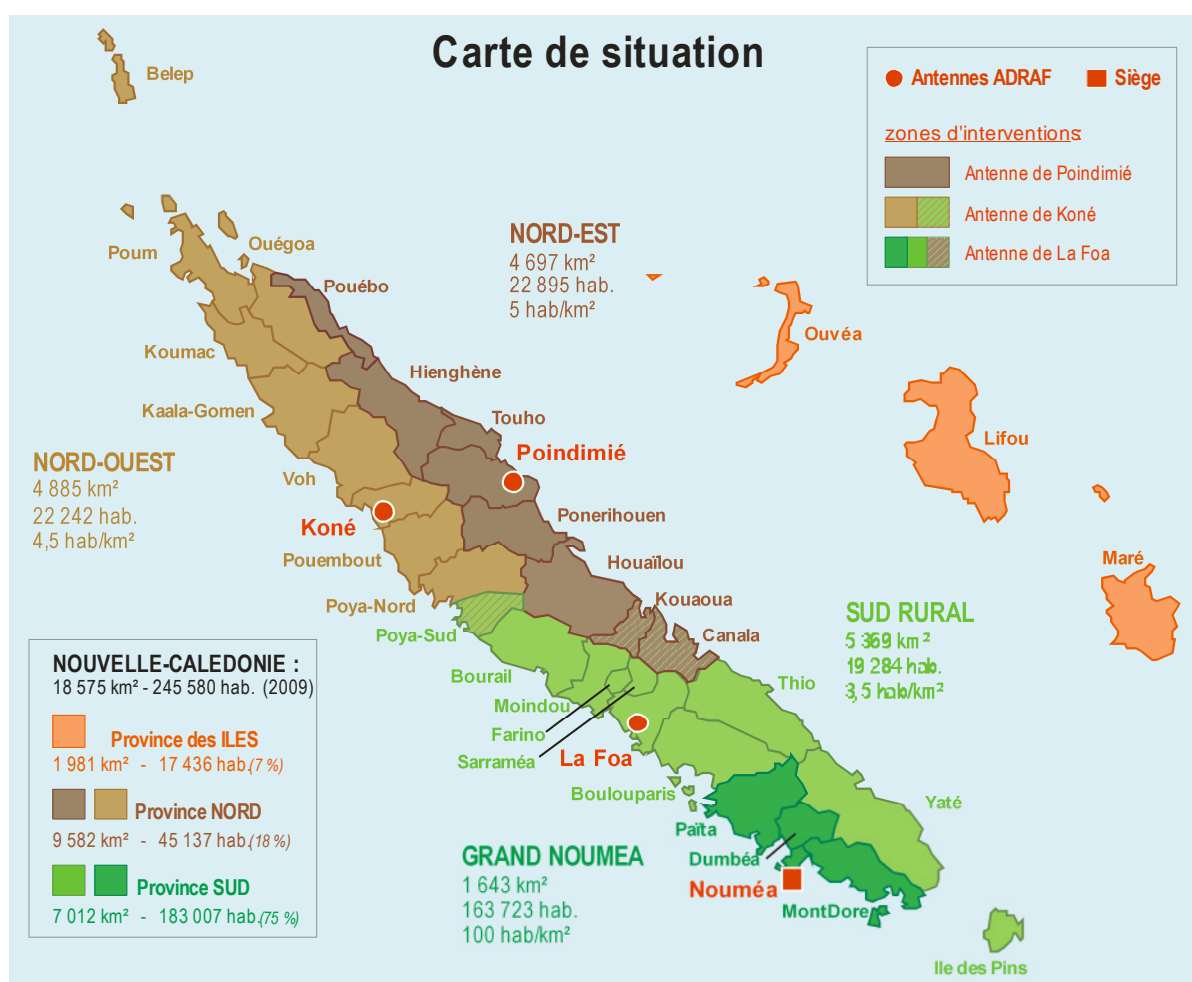 Carte de situation
Antennes ADRAF
Siège
zones d'interventions:
Antenne de Poindimié
Antenne de Koné
Antenne de La Foa
Belep
Poum
Ouégoa
Pouébo
NORD-EST
4 697 km²
22 895 hab.
5 hab/km²
Ouvéa
Koumac
Hienghène
Kaala-Gomen
Touho
Lifou
Poindimié
NORD-OUEST
4 885 km²
22 242 hab.
4,5 hab/km²
Voh
Koné
Ponerihouen
Pouembout
Houaïlou
Maré
Poya-Nord
Kouaoua
Poya-Sud
Canala
SUD RURAL
5 369 km²
19 284 hab.
3,5 hab/km²
Bourail
Thio
Moindou
Farino
Sarraméa
La Foa
Boulouparis
Yaté
Païta
Dumbéa
Nouméa
MontDore
GRAND NOUMEA
1 643 km²
163 723 hab.
100 hab/km²
Ile des Pins
NOUVELLE-CALEDONIE :
18 575 km² - 245 580 hab. (2009)
Province des ILES
1 981 km² - 17 436 hab.(7 %)
Province NORD
9 582 km² - 45 137 hab.(18 %)
Province SUD
7 012 km² - 183 007 hab.(75 %)